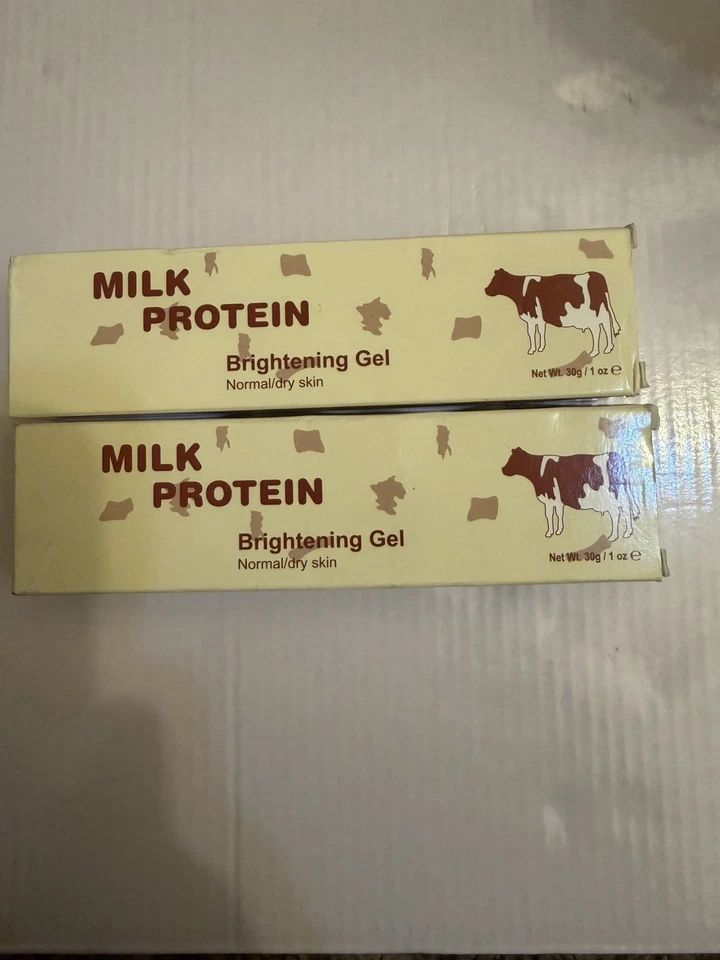 MILK
PROTEIN
Brightening Gel
Normal/dry skin
Net Wt. 30g / 1 oz ℮
MILK
PROTEIN
Brightening Gel
Normal/dry skin
Net Wt. 30g / 1 oz ℮